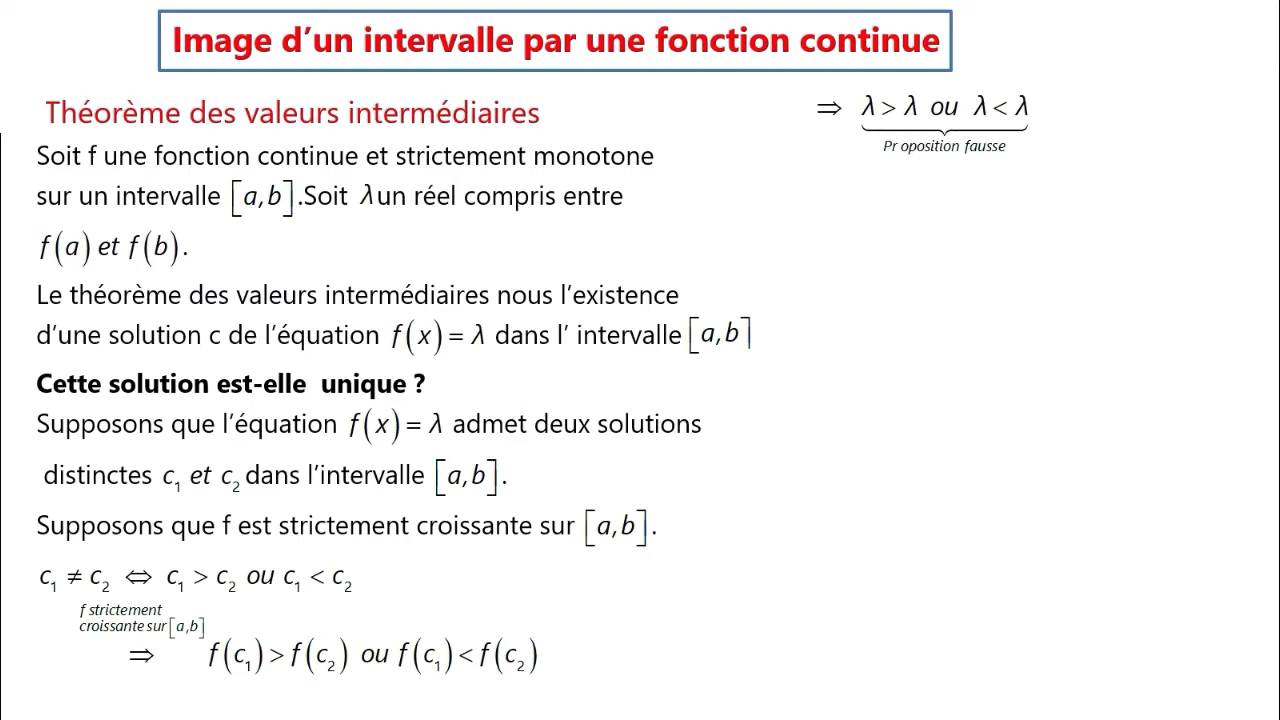 Image d’un intervalle par une fonction continue
Théorème des valeurs intermédiaires
Soit f une fonction continue et strictement monotone
sur un intervalle [a,b].Soit λ un réel compris entre
f(a) et f(b).
Le théorème des valeurs intermédiaires nous l’existence
d’une solution c de l’équation f(x) = λ dans l’ intervalle [a,b]
Cette solution est-elle unique ?
Supposons que l’équation f(x) = λ admet deux solutions
distinctes c₁ et c₂ dans l’intervalle [a,b].
Supposons que f est strictement croissante sur [a,b].
c₁ ≠ c₂ ⇔ c₁ > c₂ ou c₁ < c₂
f strictement
croissante sur [a,b]
⇒ f(c₁) > f(c₂) ou f(c₁) < f(c₂)
⇒ λ > λ ou λ < λ
Pr oposition fausse